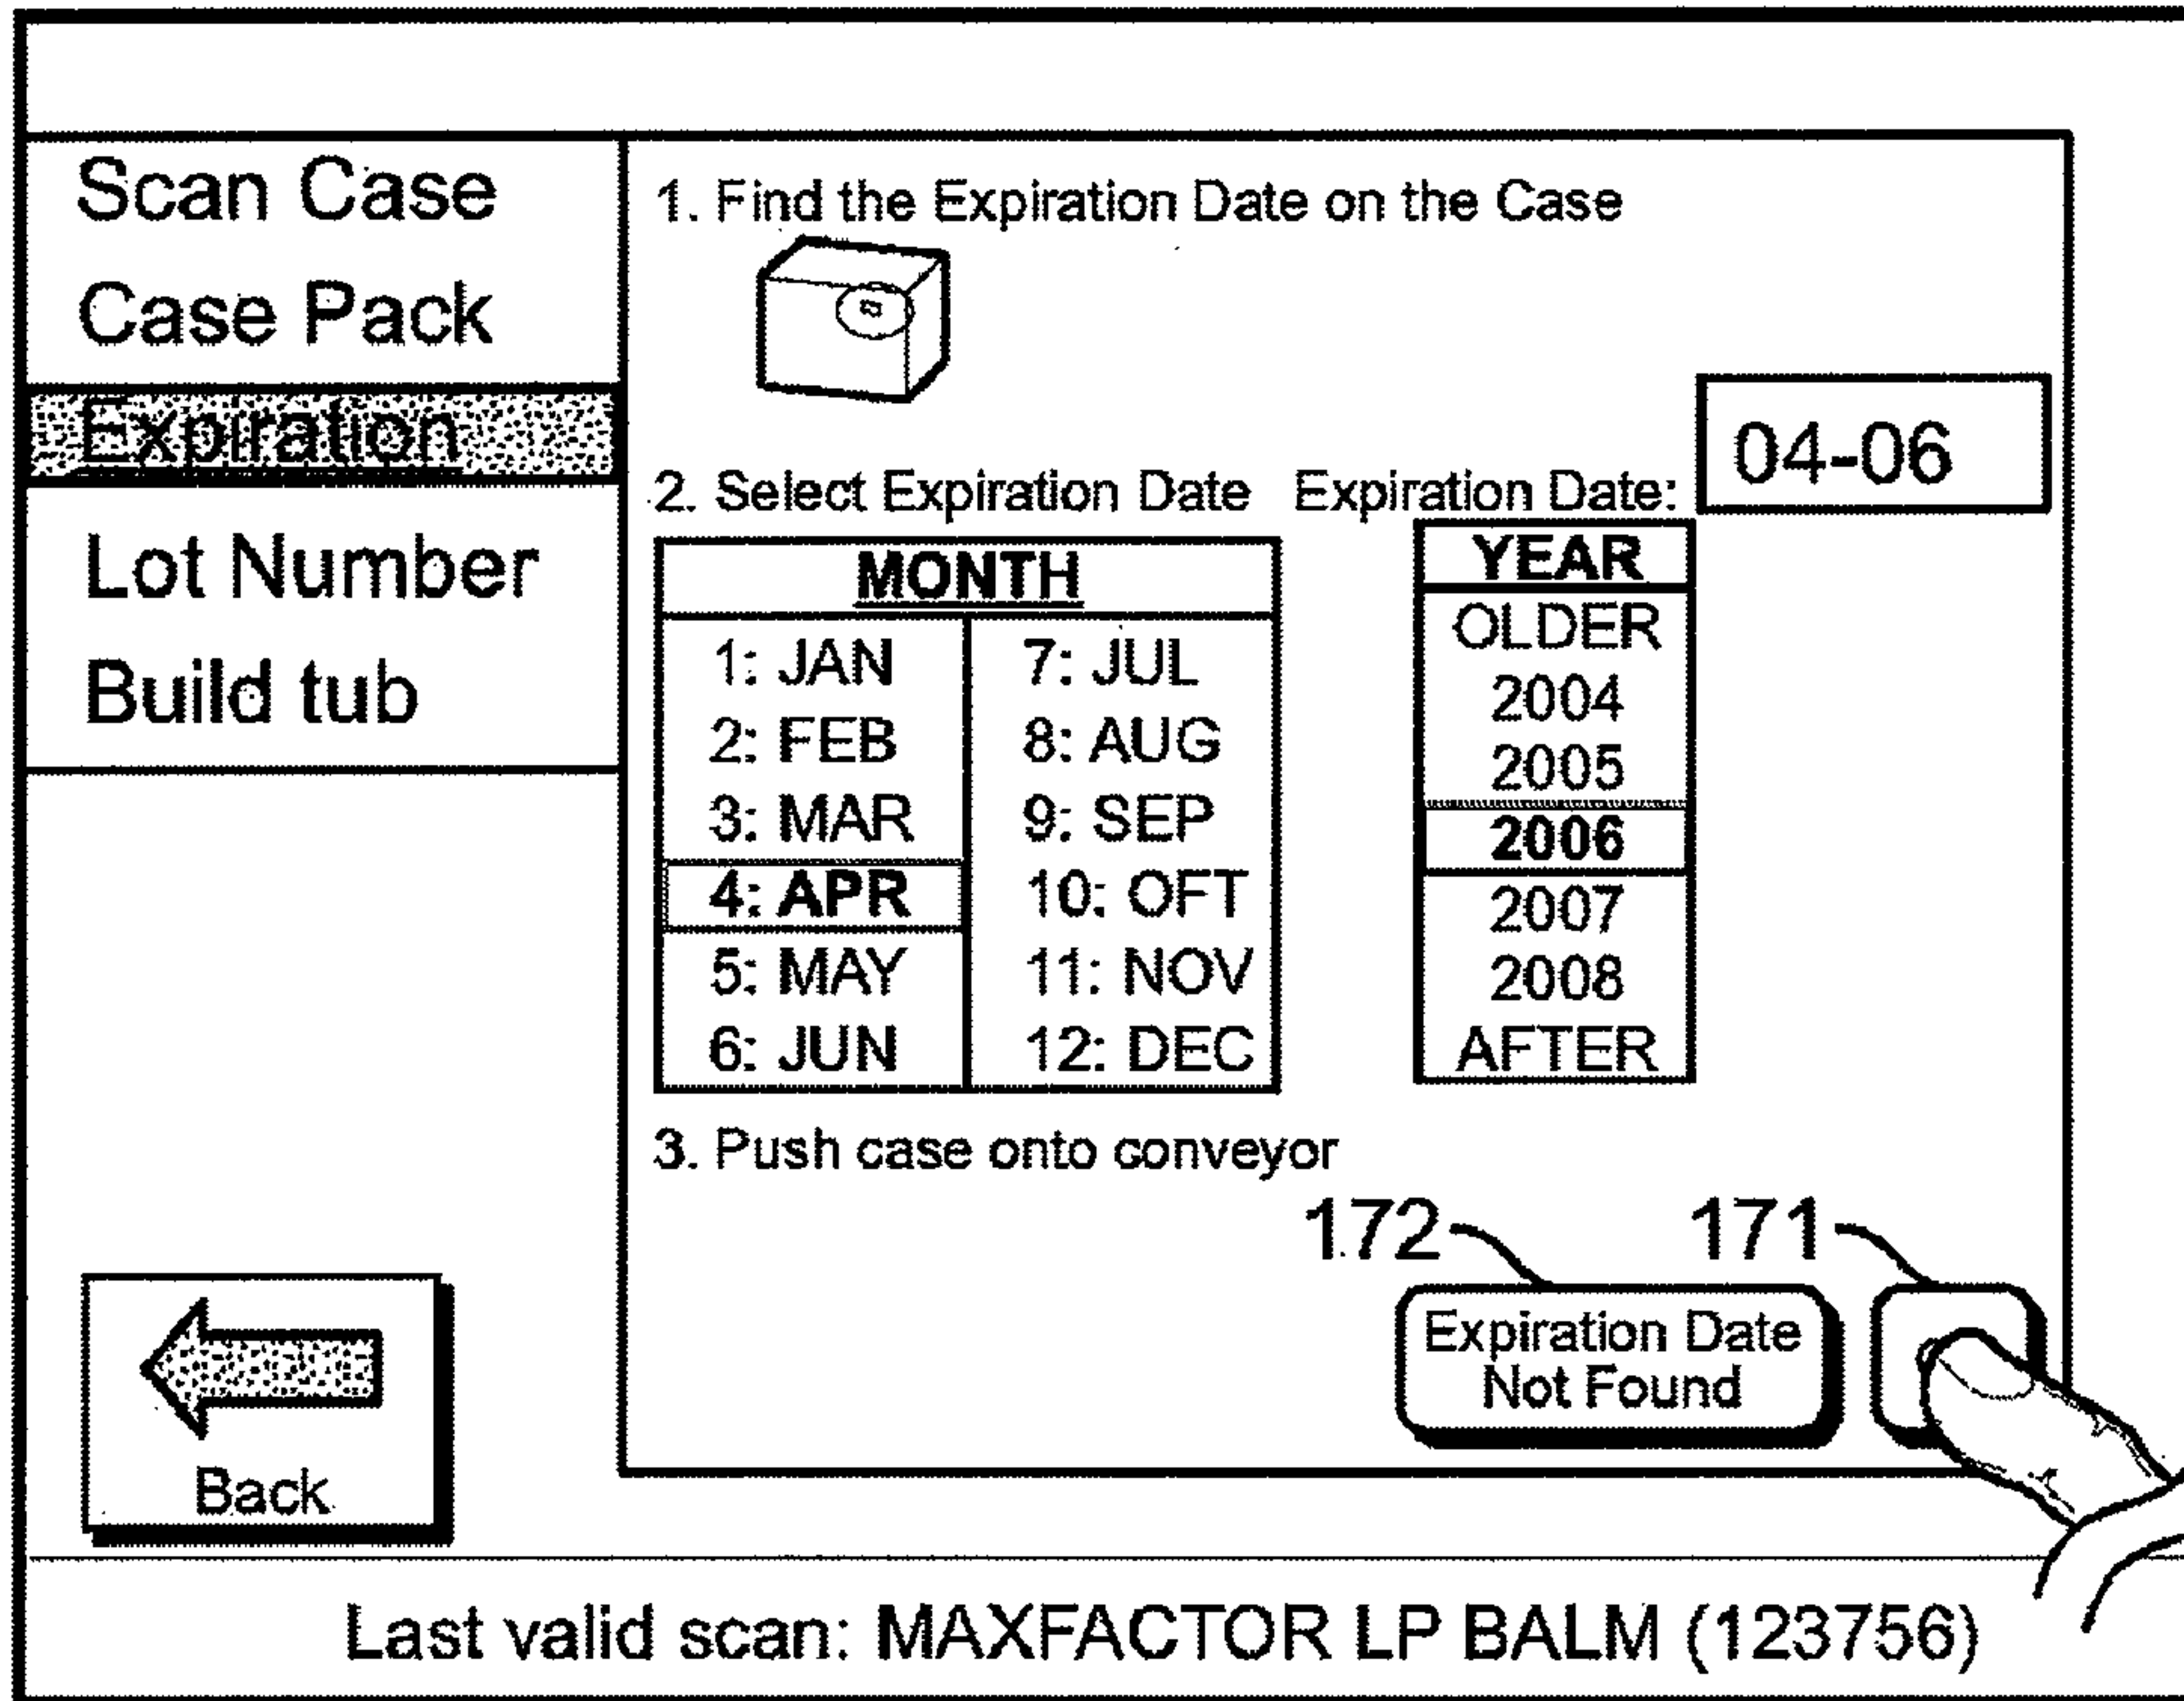 Scan Case
Case Pack
Expiration
Lot Number
Build tub
1. Find the Expiration Date on the Case
2. Select Expiration Date
Expiration Date:
04-06
MONTH
1: JAN
2: FEB
3: MAR
4: APR
5: MAY
6: JUN
7: JUL
8: AUG
9: SEP
10: OFT
11: NOV
12: DEC
YEAR
OLDER
2004
2005
2006
2007
2008
AFTER
3. Push case onto conveyor
172
171
Expiration Date
Not Found
Back
Last valid scan: MAXFACTOR LP BALM (123756)